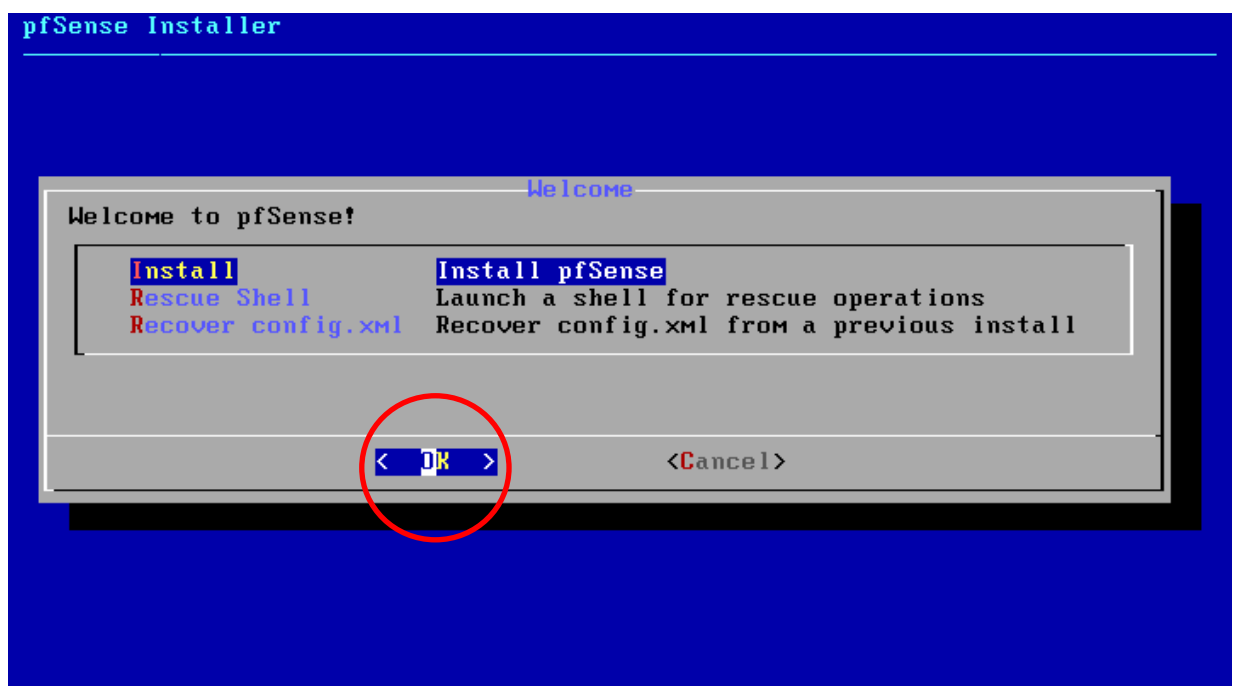 pfSense Installer
Welcome
Welcome to pfSense!
Install Install pfSense
Rescue Shell Launch a shell for rescue operations
Recover config.xml Recover config.xml from a previous install
< OK > <Cancel>